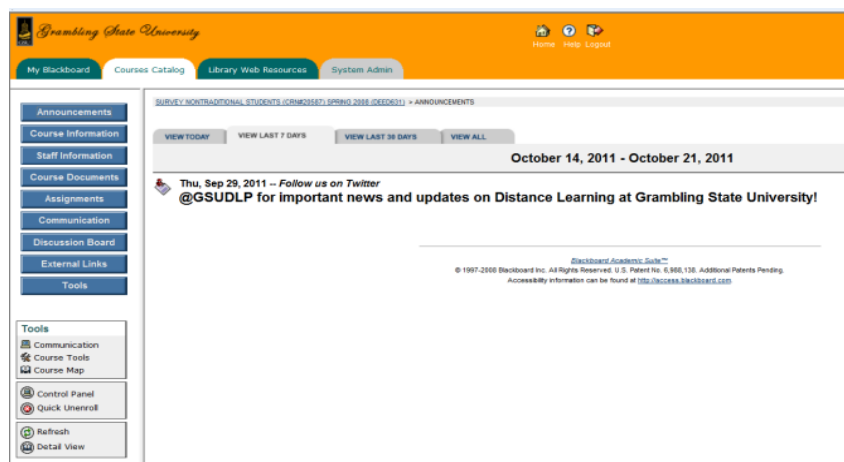 Grambling State University
Home Help Logout
My Blackboard Courses Catalog Library Web Resources System Admin
SURVEY NONTRADITIONAL STUDENTS (CRN#20587) SPRING 2008 (DEED631) > ANNOUNCEMENTS
Announcements
Course Information
Staff Information
Course Documents
Assignments
Communication
Discussion Board
External Links
Tools
VIEW TODAY VIEW LAST 7 DAYS VIEW LAST 30 DAYS VIEW ALL
October 14, 2011 - October 21, 2011
Thu, Sep 29, 2011 -- Follow us on Twitter
@GSUDLP for important news and updates on Distance Learning at Grambling State University!
Blackboard Academic Suite™
© 1997-2008 Blackboard Inc. All Rights Reserved. U.S. Patent No. 6,988,138. Additional Patents Pending.
Accessibility information can be found at http://access.blackboard.com.
Tools
Communication
Course Tools
Course Map
Control Panel
Quick Unenroll
Refresh
Detail View